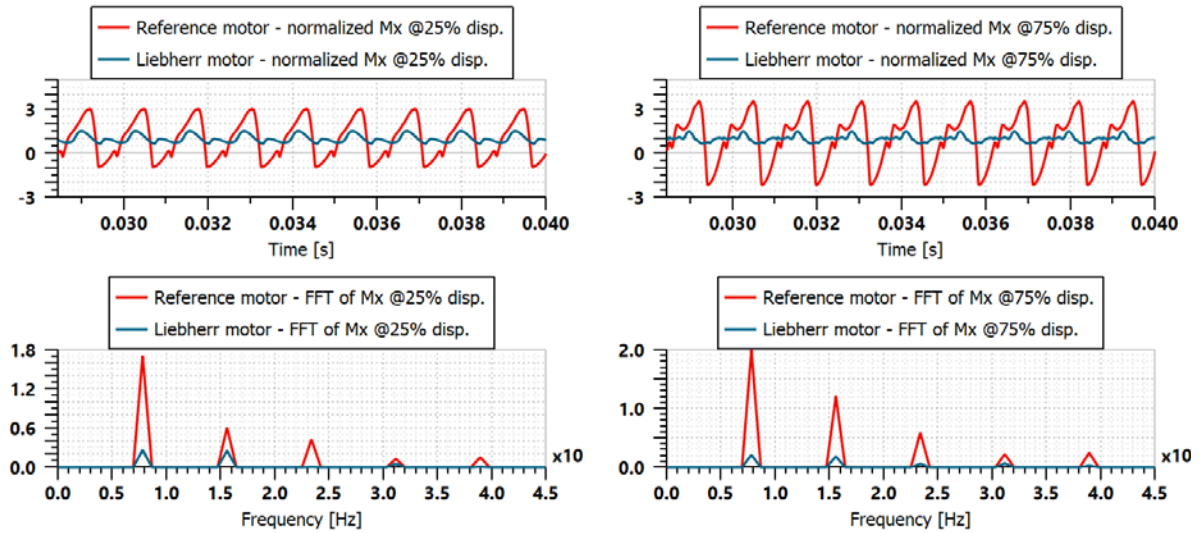 Reference motor - normalized Mx @25% disp.
Liebherr motor - normalized Mx @25% disp.
3
0
-3
0.030 0.032 0.034 0.036 0.038 0.040
Time [s]
Reference motor - normalized Mx @75% disp.
Liebherr motor - normalized Mx @75% disp.
3
0
-3
0.030 0.032 0.034 0.036 0.038 0.040
Time [s]
Reference motor - FFT of Mx @25% disp.
Liebherr motor - FFT of Mx @25% disp.
1.8
1.2
0.6
0.0
x10
0.0 0.5 1.0 1.5 2.0 2.5 3.0 3.5 4.0 4.5
Frequency [Hz]
Reference motor - FFT of Mx @75% disp.
Liebherr motor - FFT of Mx @75% disp.
2.0
1.0
0.0
x10
0.0 0.5 1.0 1.5 2.0 2.5 3.0 3.5 4.0 4.5
Frequency [Hz]